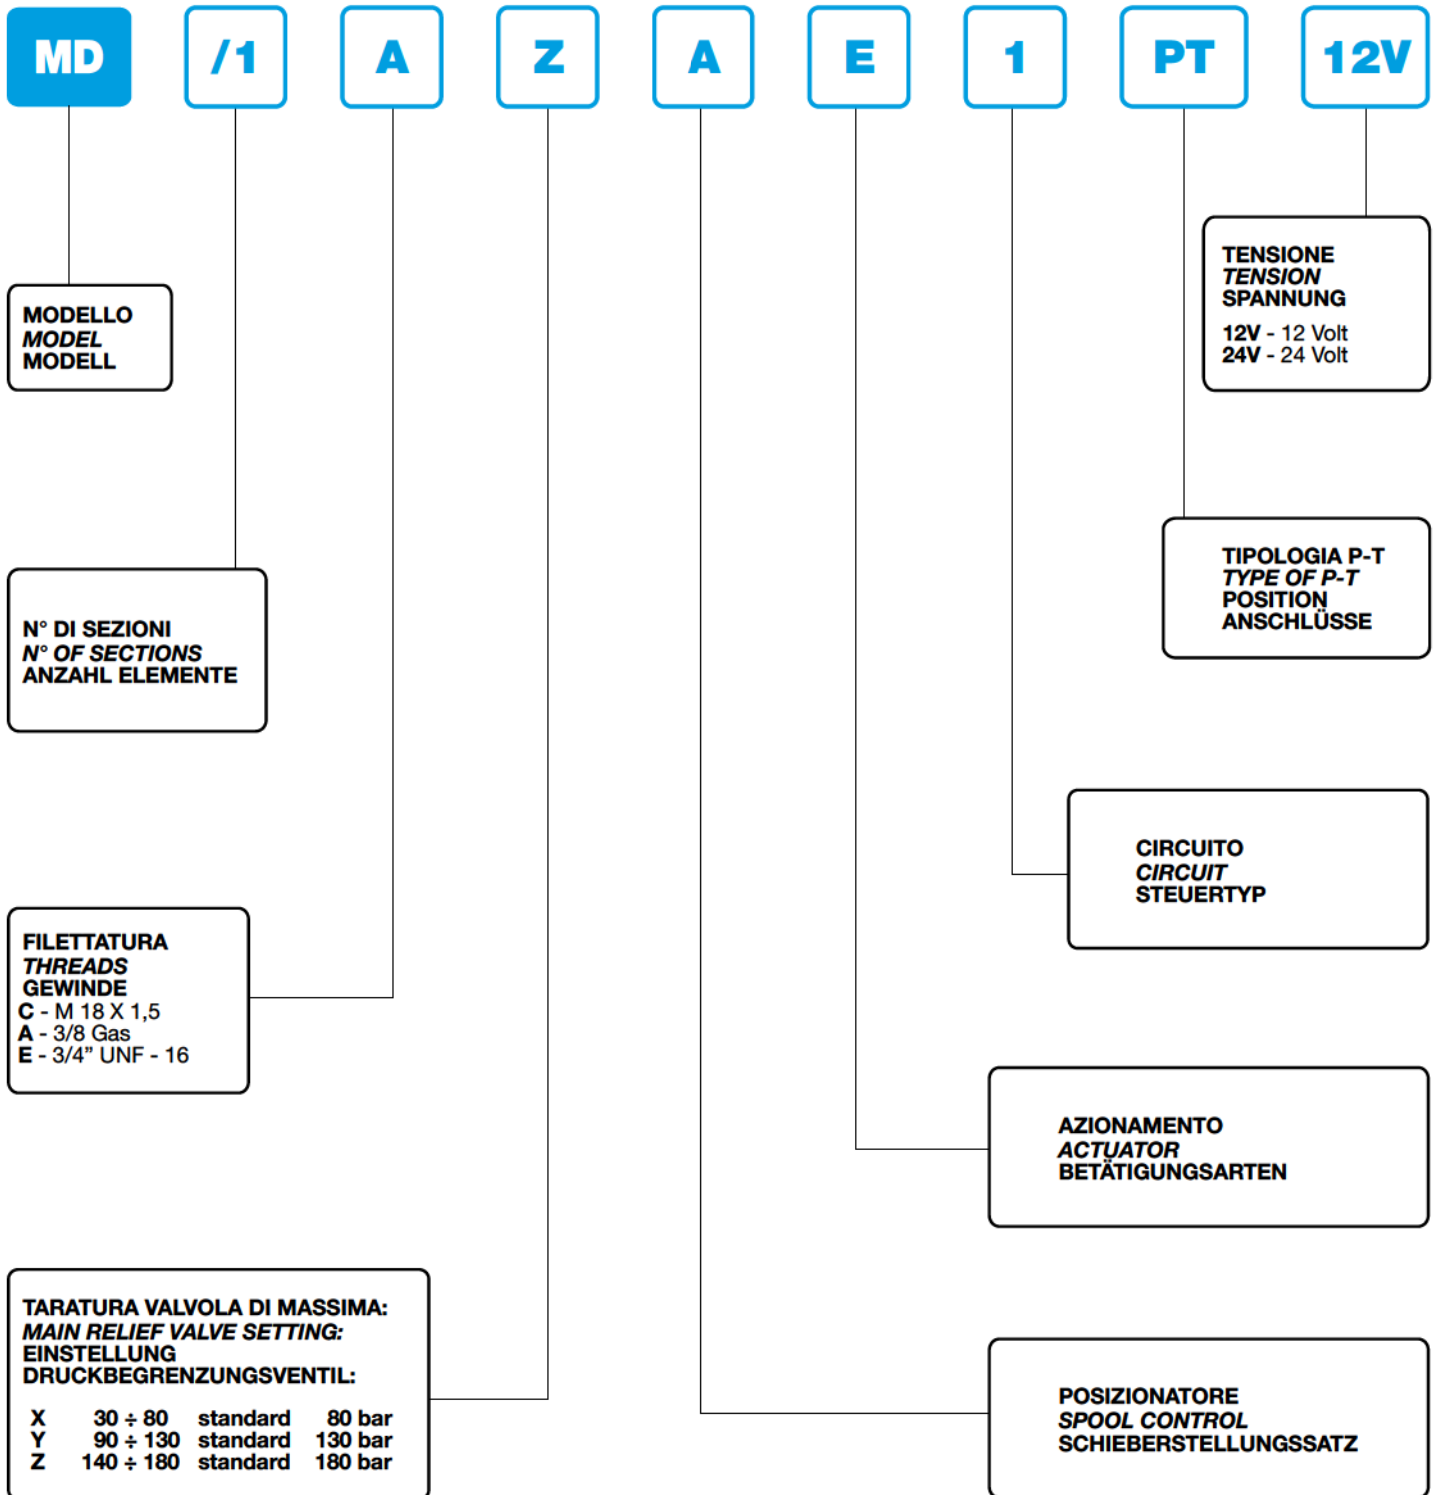 MD /1 A Z A E 1 PT 12V
TENSIONE
TENSION
SPANNUNG
12V - 12 Volt
24V - 24 Volt
MODELLO
MODEL
MODELL
TIPOLOGIA P-T
TYPE OF P-T
POSITION
ANSCHLÜSSE
N° DI SEZIONI
N° OF SECTIONS
ANZAHL ELEMENTE
CIRCUITO
CIRCUIT
STEUERTYP
FILETTATURA
THREADS
GEWINDE
C - M 18 X 1,5
A - 3/8 Gas
E - 3/4” UNF - 16
AZIONAMENTO
ACTUATOR
BETÄTIGUNGSARTEN
TARATURA VALVOLA DI MASSIMA:
MAIN RELIEF VALVE SETTING:
EINSTELLUNG
DRUCKBEGRENZUNGSVENTIL:
X 30 ÷ 80 standard 80 bar
Y 90 ÷ 130 standard 130 bar
Z 140 ÷ 180 standard 180 bar
POSIZIONATORE
SPOOL CONTROL
SCHIEBERSTELLUNGSSATZ